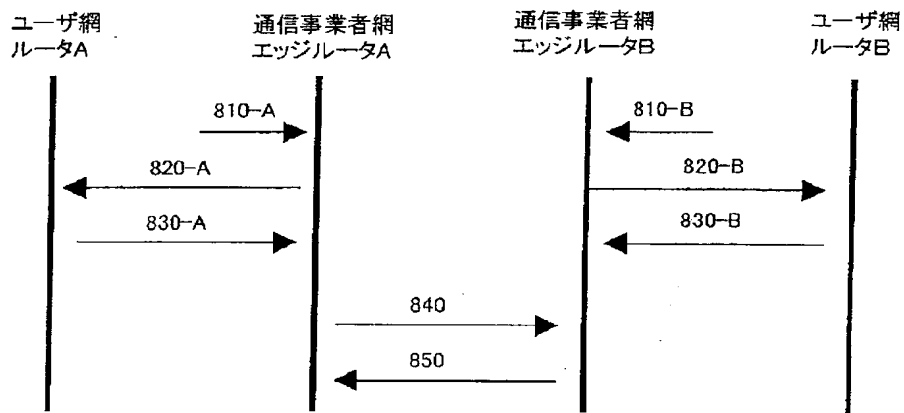 ユーザ網
ルータA
通信事業者網
エッジルータA
通信事業者網
エッジルータB
ユーザ網
ルータB
810-A
810-B
820-A
820-B
830-A
830-B
840
850